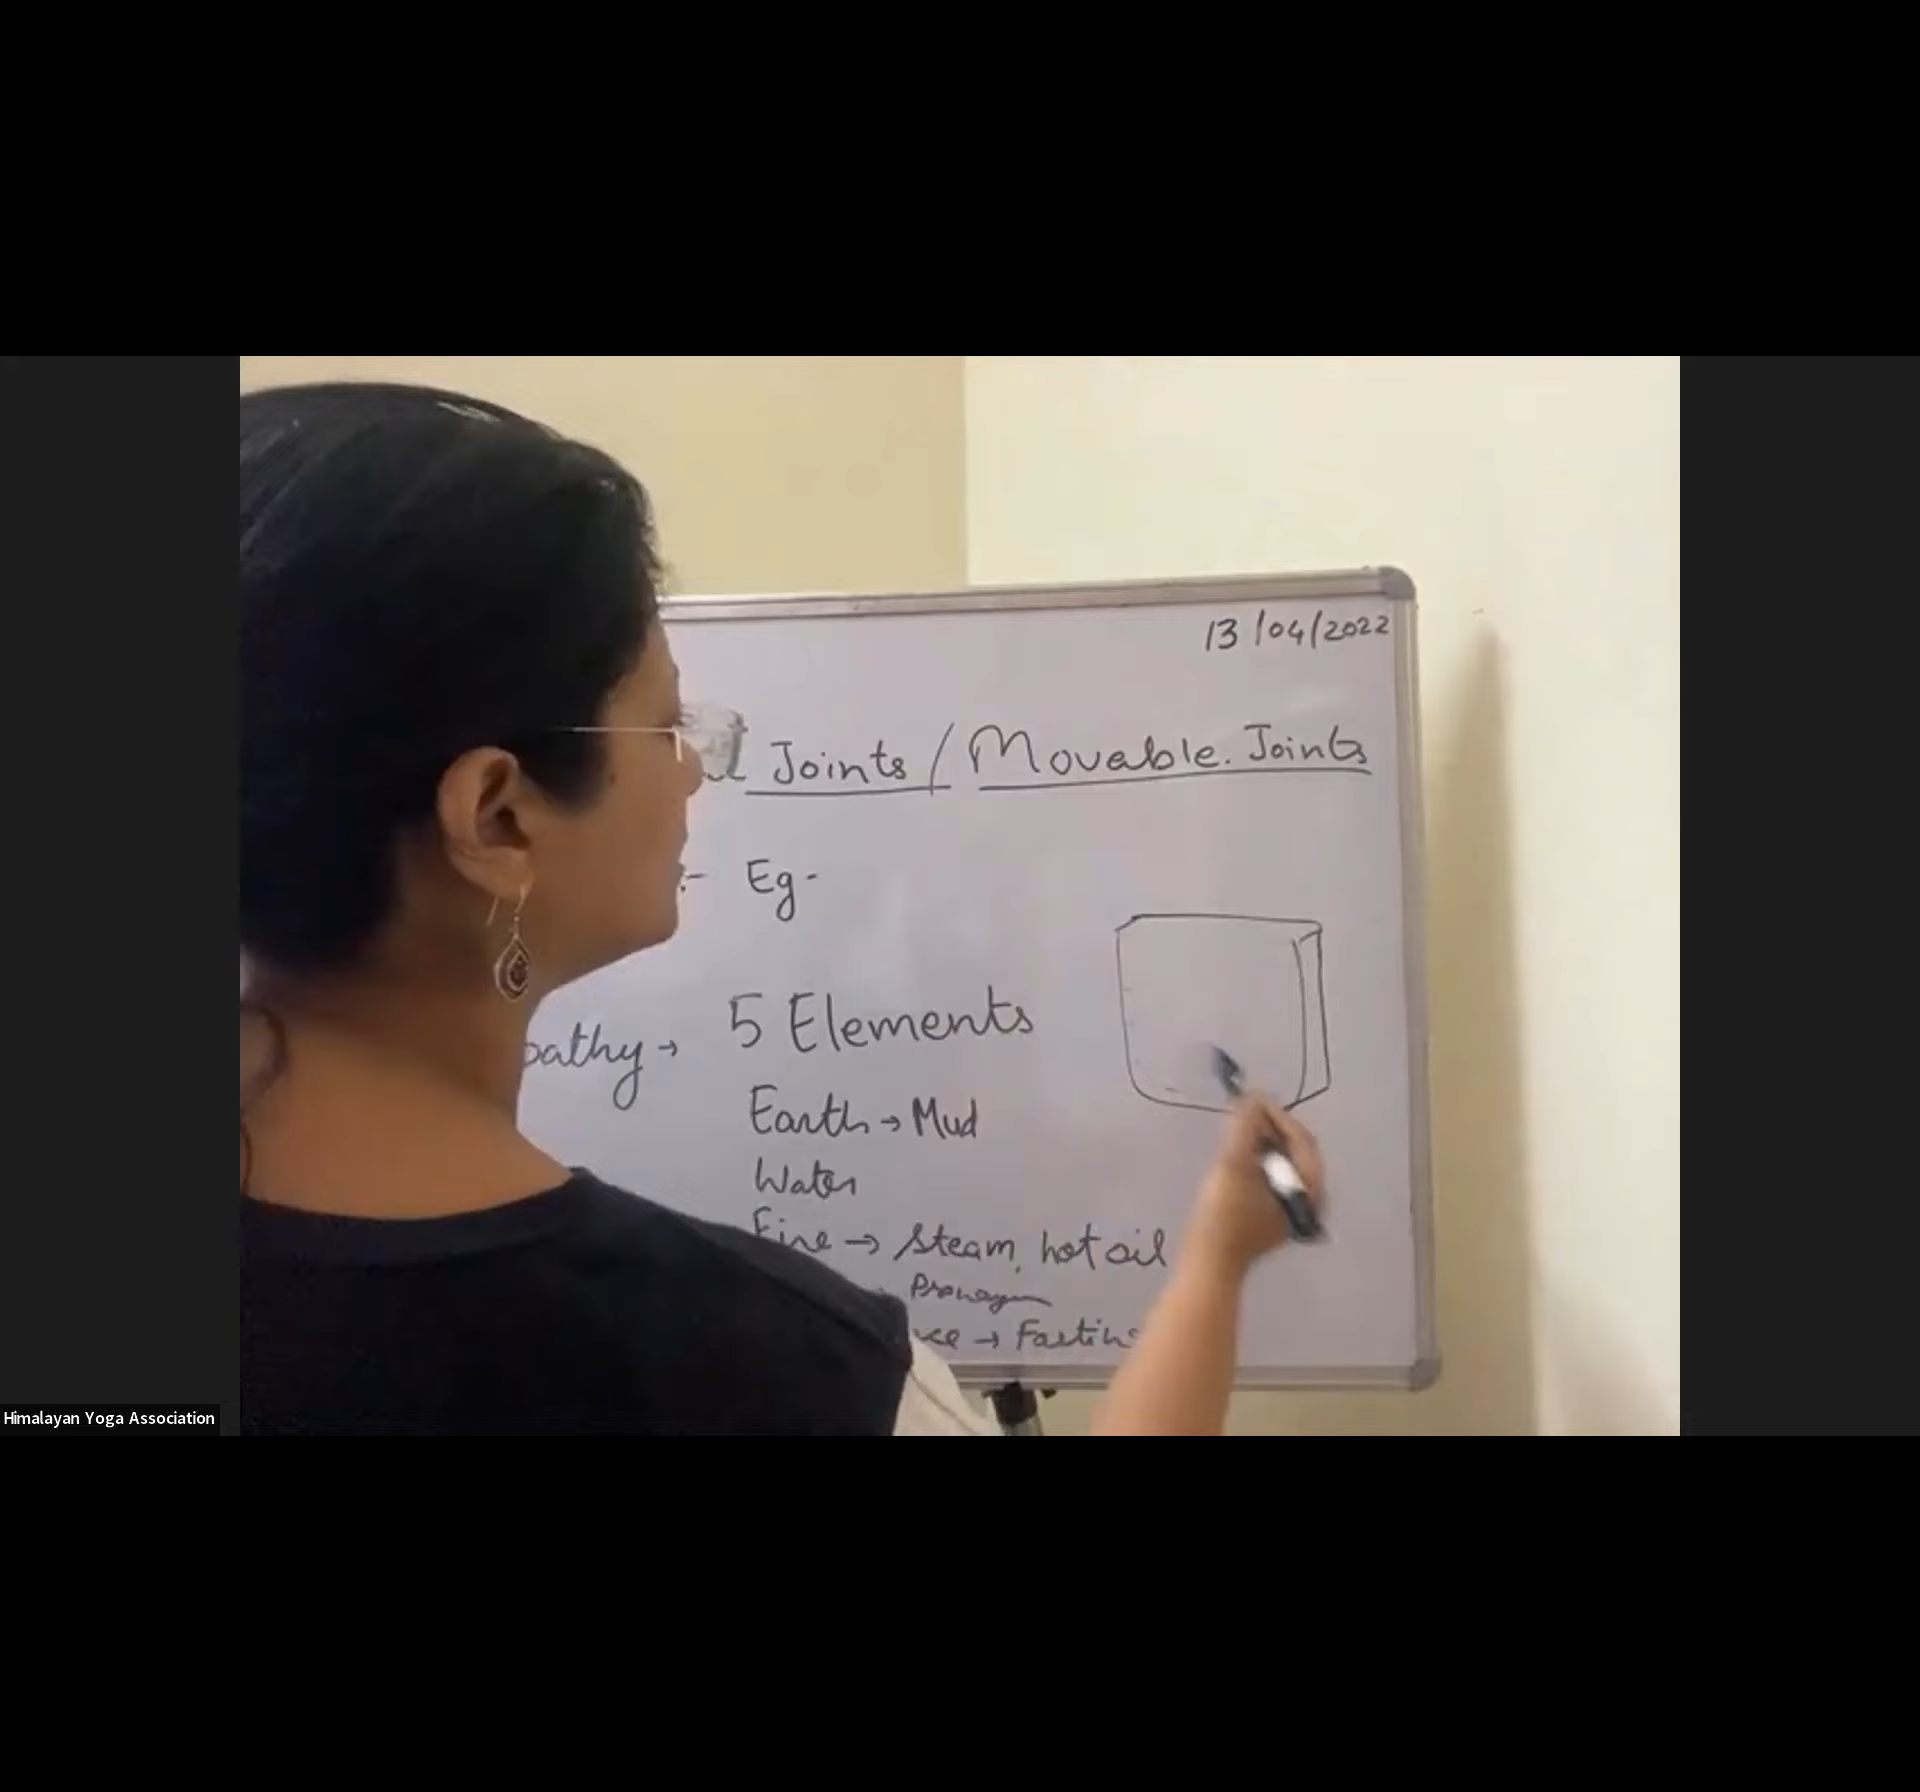 13/04/2022
Joints / Movable Joints
:- Eg-
pathy → 5 Elements
Earth → Mud
Water
Fire → Steam, hot oil
→ Fasting
Himalayan Yoga Association